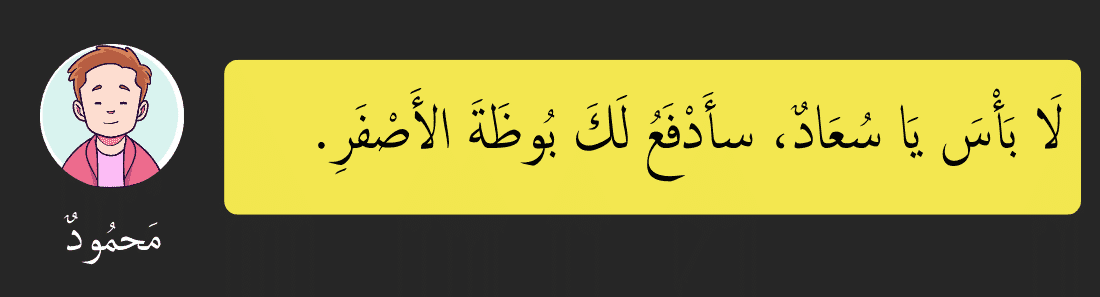 لَا بَأْسَ يَا سُعَادٌ، سأَدْفَعُ لَكَ بُوظَةَ الأَصْفَرِ.
مَحمُودٌ